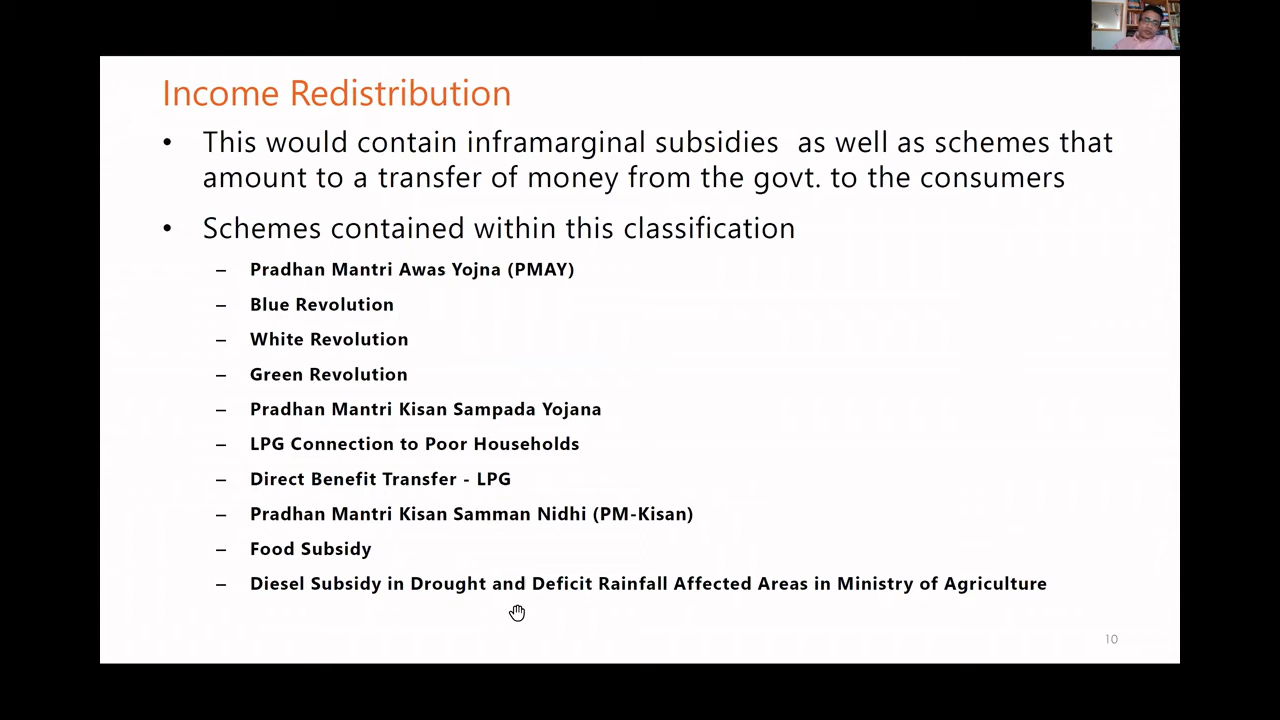 Income Redistribution
• This would contain inframarginal subsidies as well as schemes that
amount to a transfer of money from the govt. to the consumers
• Schemes contained within this classification
– Pradhan Mantri Awas Yojna (PMAY)
– Blue Revolution
– White Revolution
– Green Revolution
– Pradhan Mantri Kisan Sampada Yojana
– LPG Connection to Poor Households
– Direct Benefit Transfer - LPG
– Pradhan Mantri Kisan Samman Nidhi (PM-Kisan)
– Food Subsidy
– Diesel Subsidy in Drought and Deficit Rainfall Affected Areas in Ministry of Agriculture
10